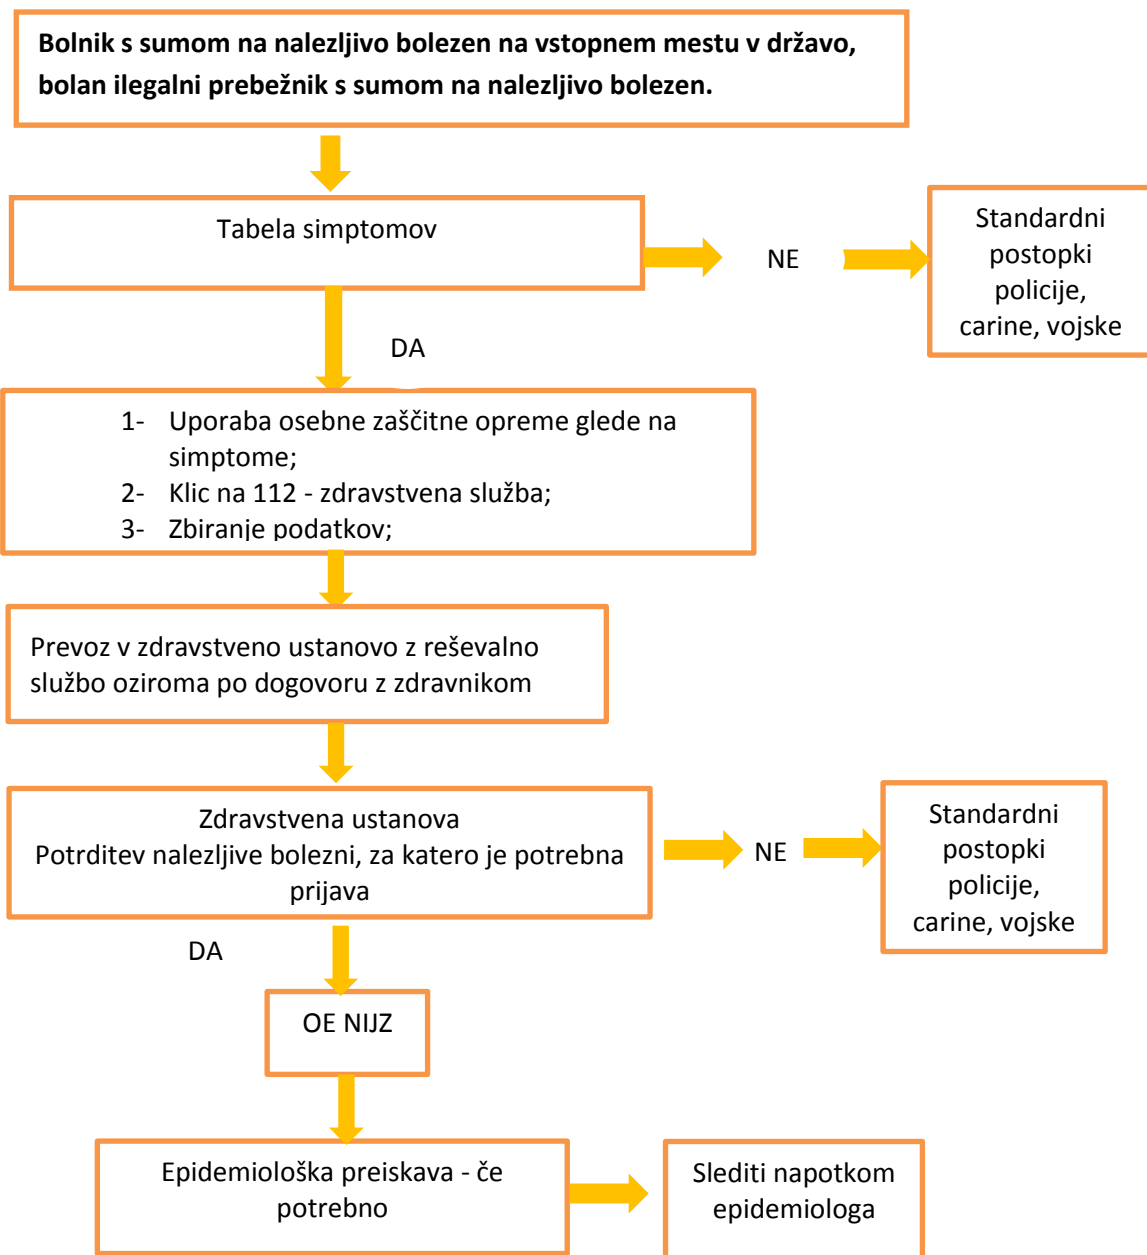 Bolnik s sumom na nalezljivo bolezen na vstopnem mestu v državo,
bolan ilegalni prebežnik s sumom na nalezljivo bolezen.
Tabela simptomov
NE
Standardni
postopki
policije,
carine, vojske
DA
1- Uporaba osebne zaščitne opreme glede na
simptome;
2- Klic na 112 - zdravstvena služba;
3- Zbiranje podatkov;
Prevoz v zdravstveno ustanovo z reševalno
službo oziroma po dogovoru z zdravnikom
Zdravstvena ustanova
Potrditev nalezljive bolezni, za katero je potrebna
prijava
NE
Standardni
postopki
policije,
carine, vojske
DA
OE NIJZ
Epidemiološka preiskava - če
potrebno
Slediti napotkom
epidemiologa